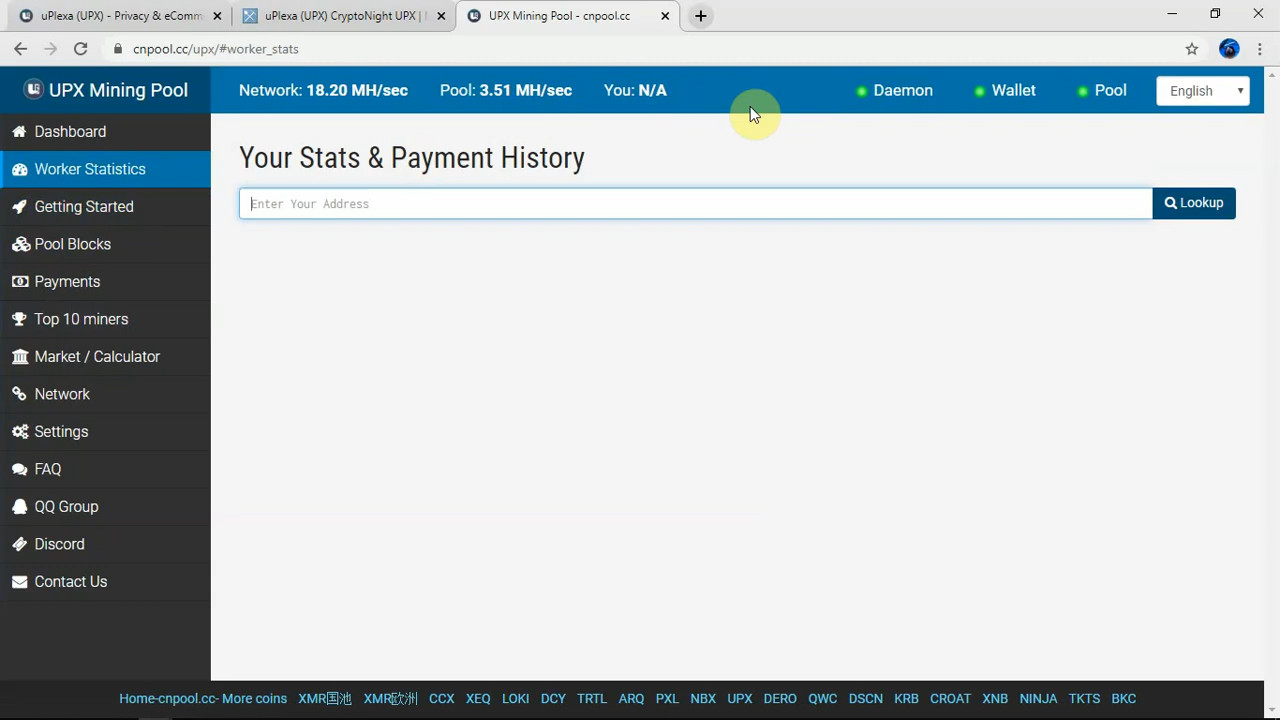 uPlexa (UPX) - Privacy & eComm
uPlexa (UPX) CryptoNight UPX |
UPX Mining Pool - cnpool.cc
cnpool.cc/upx/#worker_stats
UPX Mining Pool
Network: 18.20 MH/sec
Pool: 3.51 MH/sec
You: N/A
Daemon
Wallet
Pool
English
Dashboard
Worker Statistics
Getting Started
Pool Blocks
Payments
Top 10 miners
Market / Calculator
Network
Settings
FAQ
QQ Group
Discord
Contact Us
Your Stats & Payment History
Enter Your Address
Lookup
Home-cnpool.cc- More coins XMR国池 XMR欧洲 CCX XEQ LOKI DCY TRTL ARQ PXL NBX UPX DERO QWC DSCN KRB CROAT XNB NINJA TKTS BKC